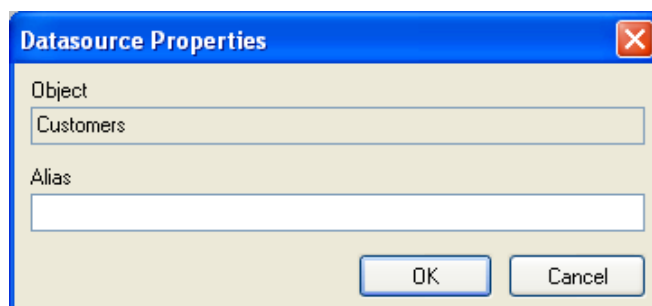 Datasource Properties
Object
Customers
Alias
OK Cancel